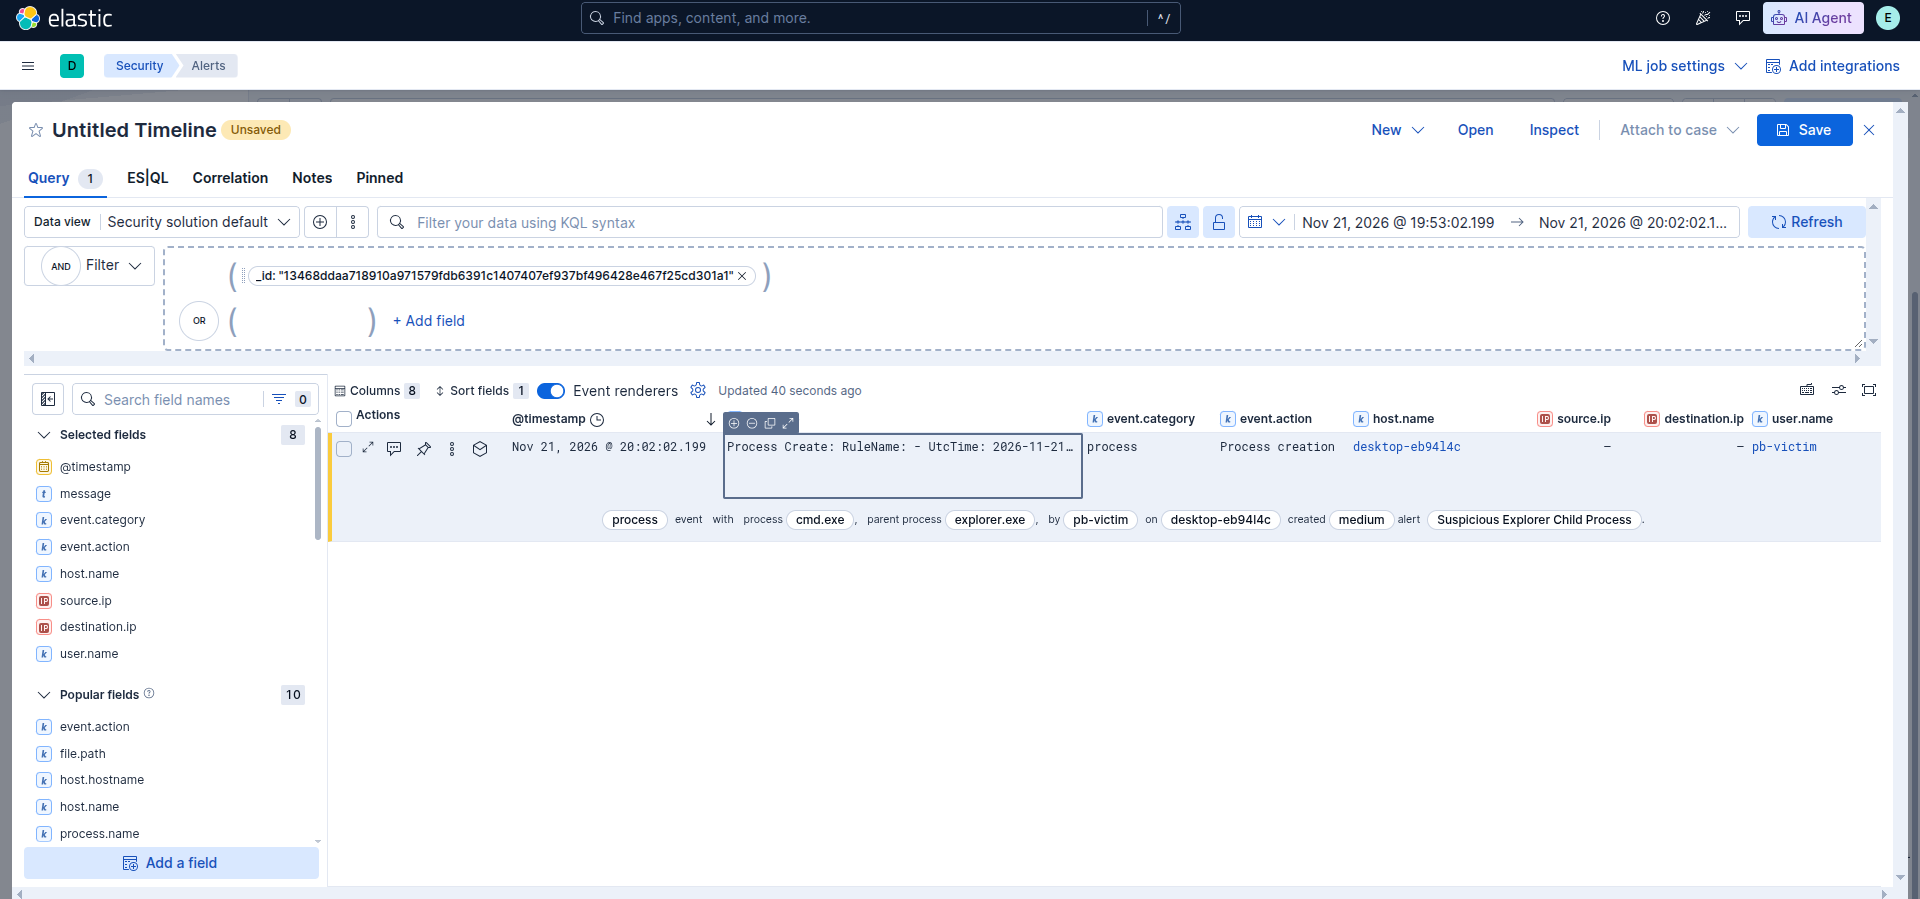 elastic
Find apps, content, and more.
^ /
AI Agent
E
D
Security
Alerts
ML job settings
Add integrations
Untitled Timeline
Unsaved
New
Open
Inspect
Attach to case
Save
Query 1
ES|QL
Correlation
Notes
Pinned
Data view
Security solution default
Filter your data using KQL syntax
Nov 21, 2026 @ 19:53:02.199
Nov 21, 2026 @ 20:02:02.1...
Refresh
AND
Filter
( _id: "13468ddaa718910a971579fdb6391c1407407ef937bf496428e467f25cd301a1" )
OR
( )
+ Add field
Search field names
0
Columns 8
Sort fields 1
Event renderers
Updated 40 seconds ago
Actions
@timestamp
event.category
event.action
host.name
source.ip
destination.ip
user.name
Nov 21, 2026 @ 20:02:02.199
Process Create: RuleName: - UtcTime: 2026-11-21…
process
Process creation
desktop-eb94l4c
—
—
pb-victim
process event with process cmd.exe , parent process explorer.exe , by pb-victim on desktop-eb94l4c created medium alert Suspicious Explorer Child Process .
Selected fields 8
@timestamp
message
event.category
event.action
host.name
source.ip
destination.ip
user.name
Popular fields 10
event.action
file.path
host.hostname
host.name
process.name
Add a field